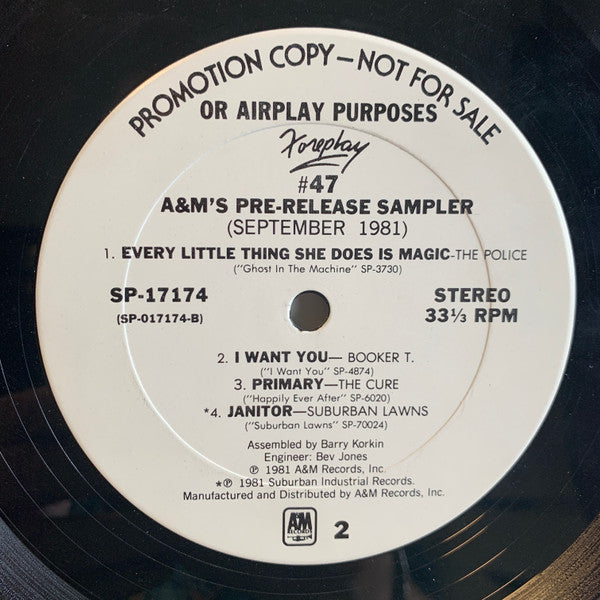 PROMOTION COPY — NOT FOR SALE
OR AIRPLAY PURPOSES
Foreplay
#47
A&M'S PRE-RELEASE SAMPLER
(SEPTEMBER 1981)
1. EVERY LITTLE THING SHE DOES IS MAGIC-THE POLICE
("Ghost In The Machine" SP-3730)
SP-17174
(SP-017174-B)
STEREO
33⅓ RPM
2. I WANT YOU— BOOKER T.
("I Want You" SP-4874)
3. PRIMARY—THE CURE
("Happily Ever After" SP-6020)
*4. JANITOR—SUBURBAN LAWNS
("Suburban Lawns" SP-70024)
Assembled by Barry Korkin
Engineer: Bev Jones
℗ 1981 A&M Records, Inc.
*℗ 1981 Suburban Industrial Records.
Manufactured and Distributed by A&M Records, Inc.
A&M
RECORDS
2